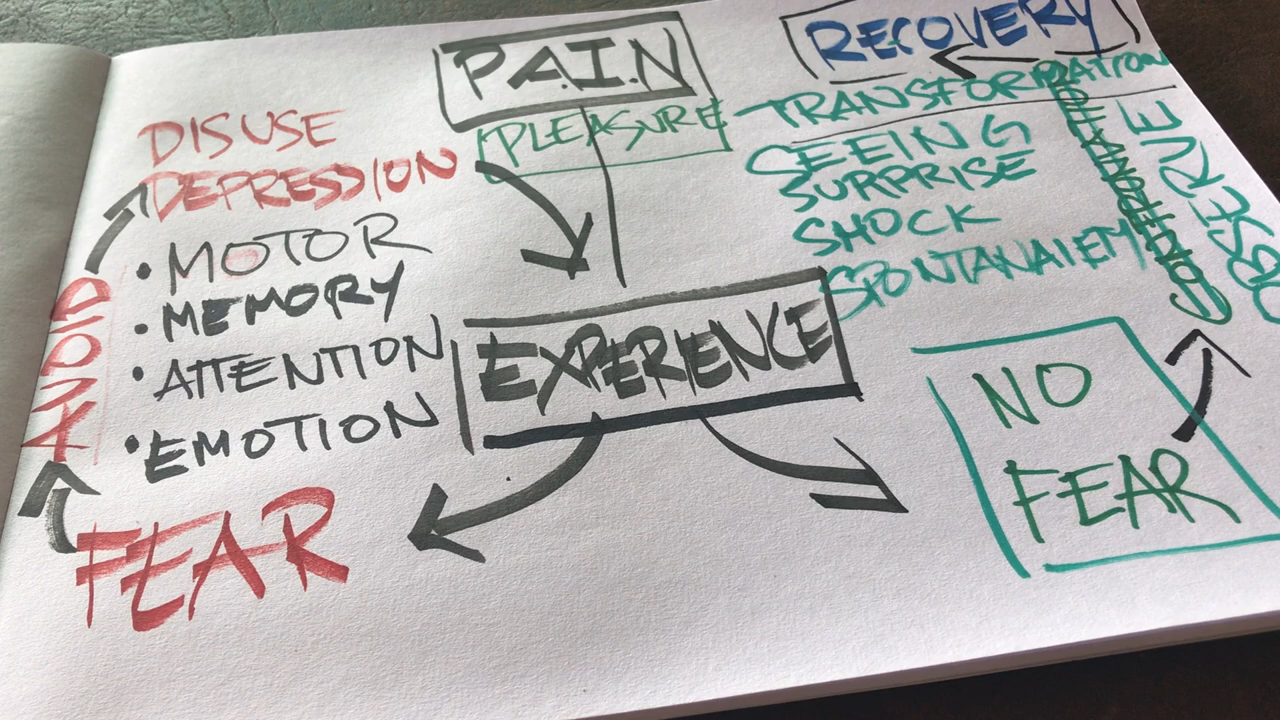 PAIN
(PLEASURE
RECOVERY
TRANSFORMATION
SEEING
SURPRISE
SHOCK
CONFRONTATION
OBSERVE
DISUSE
DEPRESSION
• MOTOR
• MEMORY
• ATTENTION
• EMOTION
AVOID
EXPERIENCE
FEAR
NO
FEAR